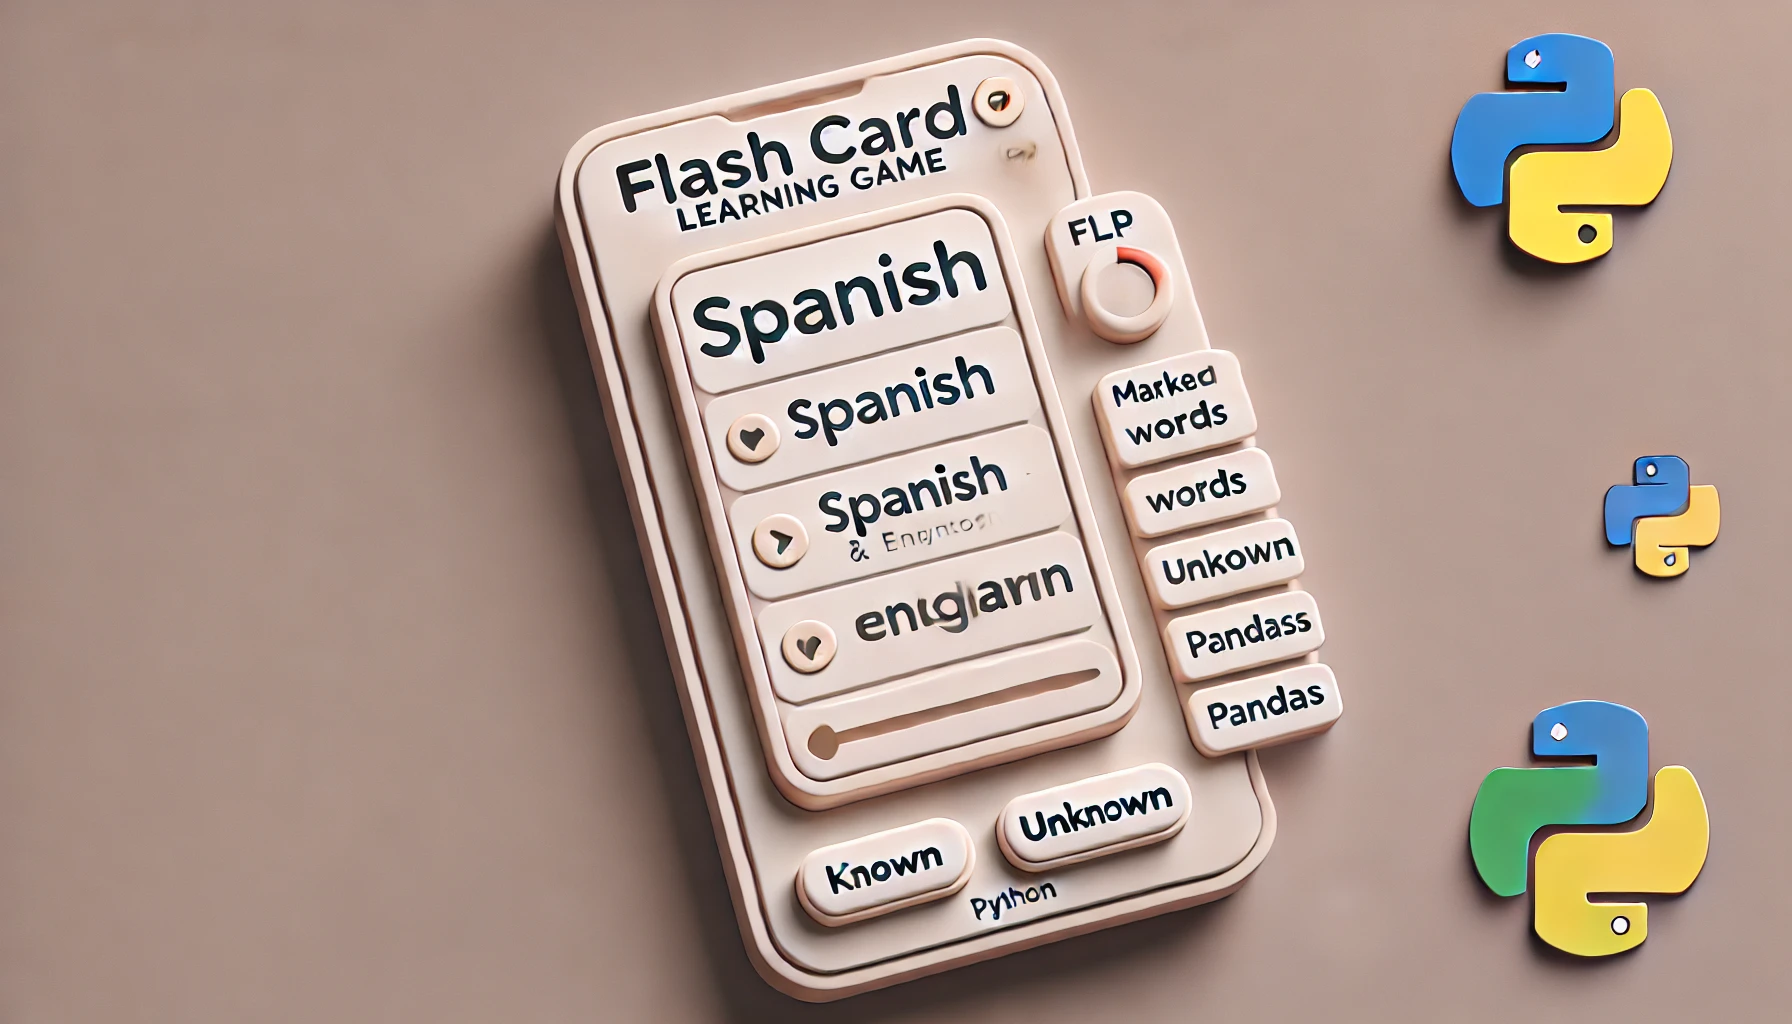 Flash Card
LEARNING GAME
Spanish
Spanish
Spanish
&
FLP
Marked
words
words
Unkown
Pandass
Pandas
Known
Unknown
Python